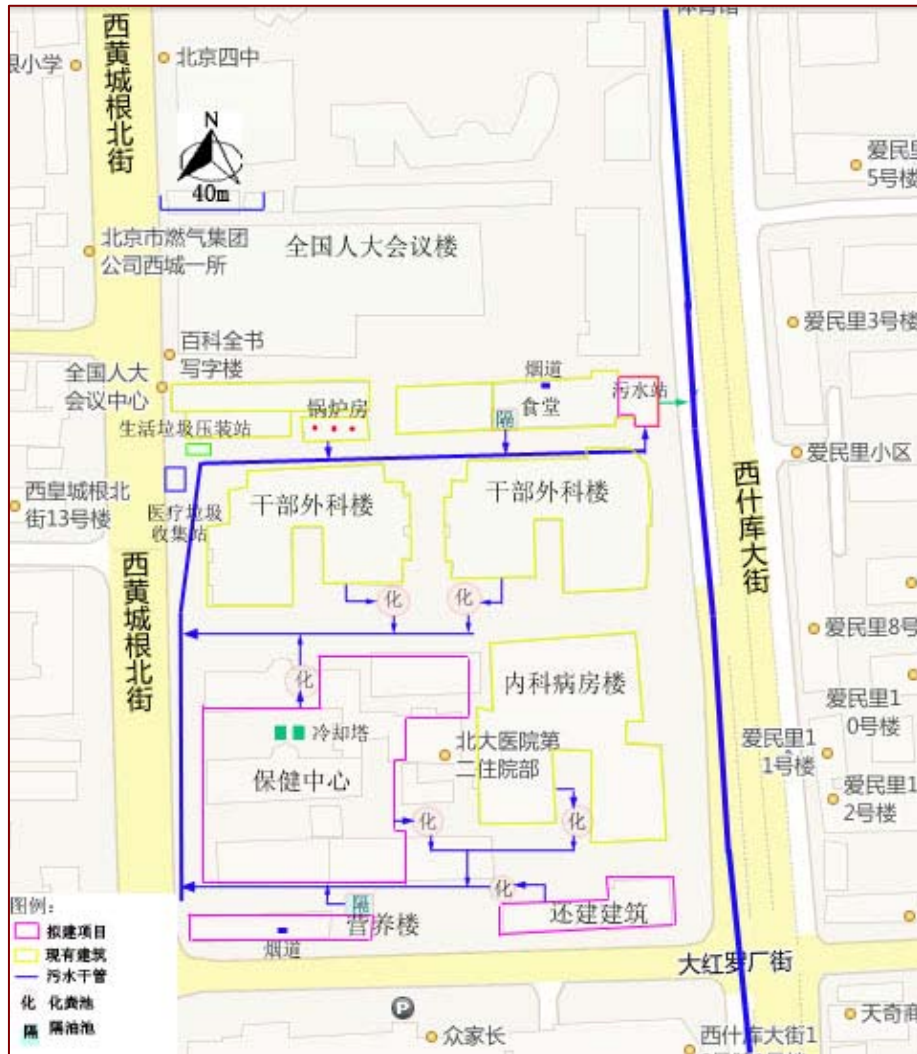 体育馆
西黄城根北街
根小学
北京四中
N
40m
爱民里
5号楼
北京市燃气集团
公司西城一所
全国人大会议楼
爱民里3号楼
百科全书
写字楼
全国人大
会议中心
烟道
污水站
锅炉房
食堂
隔
生活垃圾压装站
爱民里小区
西皇城根北
街13号楼
医疗垃圾
收集站
干部外科楼
干部外科楼
西什库大街
西黄城根北街
化
化
爱民里8号
内科病房楼
化
爱民里1
0号楼
冷却塔
北大医院第
二住院部
爱民里1
1号楼
保健中心
爱民里1
2号楼
化
化
化
图例：
隔
营养楼
还建建筑
拟建项目
烟道
现有建筑
大红罗厂街
污水干管
化 化粪池
隔 隔油池
P
众家长
西什库大街1
天奇商